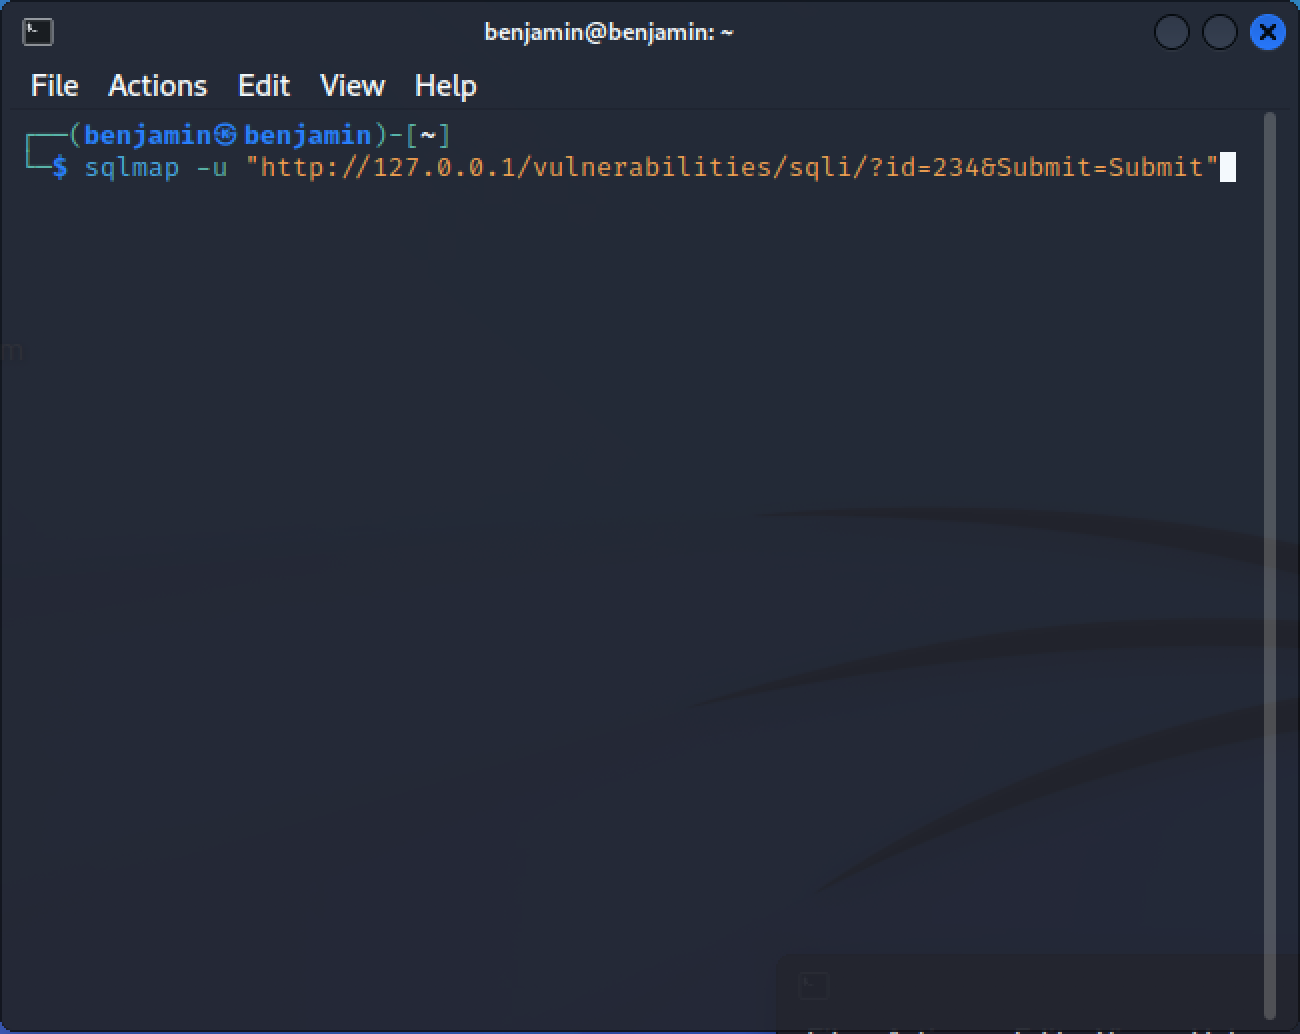 benjamin@benjamin: ~
File Actions Edit View Help
┌──(benjamin㉿benjamin)-[~]
└─$ sqlmap -u "http://127.0.0.1/vulnerabilities/sqli/?id=234&Submit=Submit"